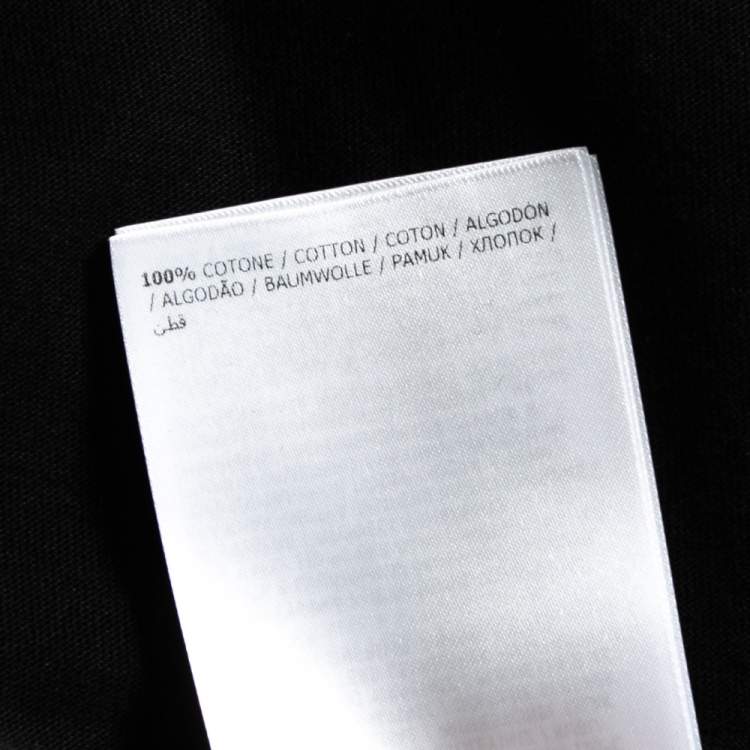 100% COTONE / COTTON / COTON / ALGODÓN
/ ALGODÃO / BAUMWOLLE / PAMUK / ХЛОПОК /
قطن